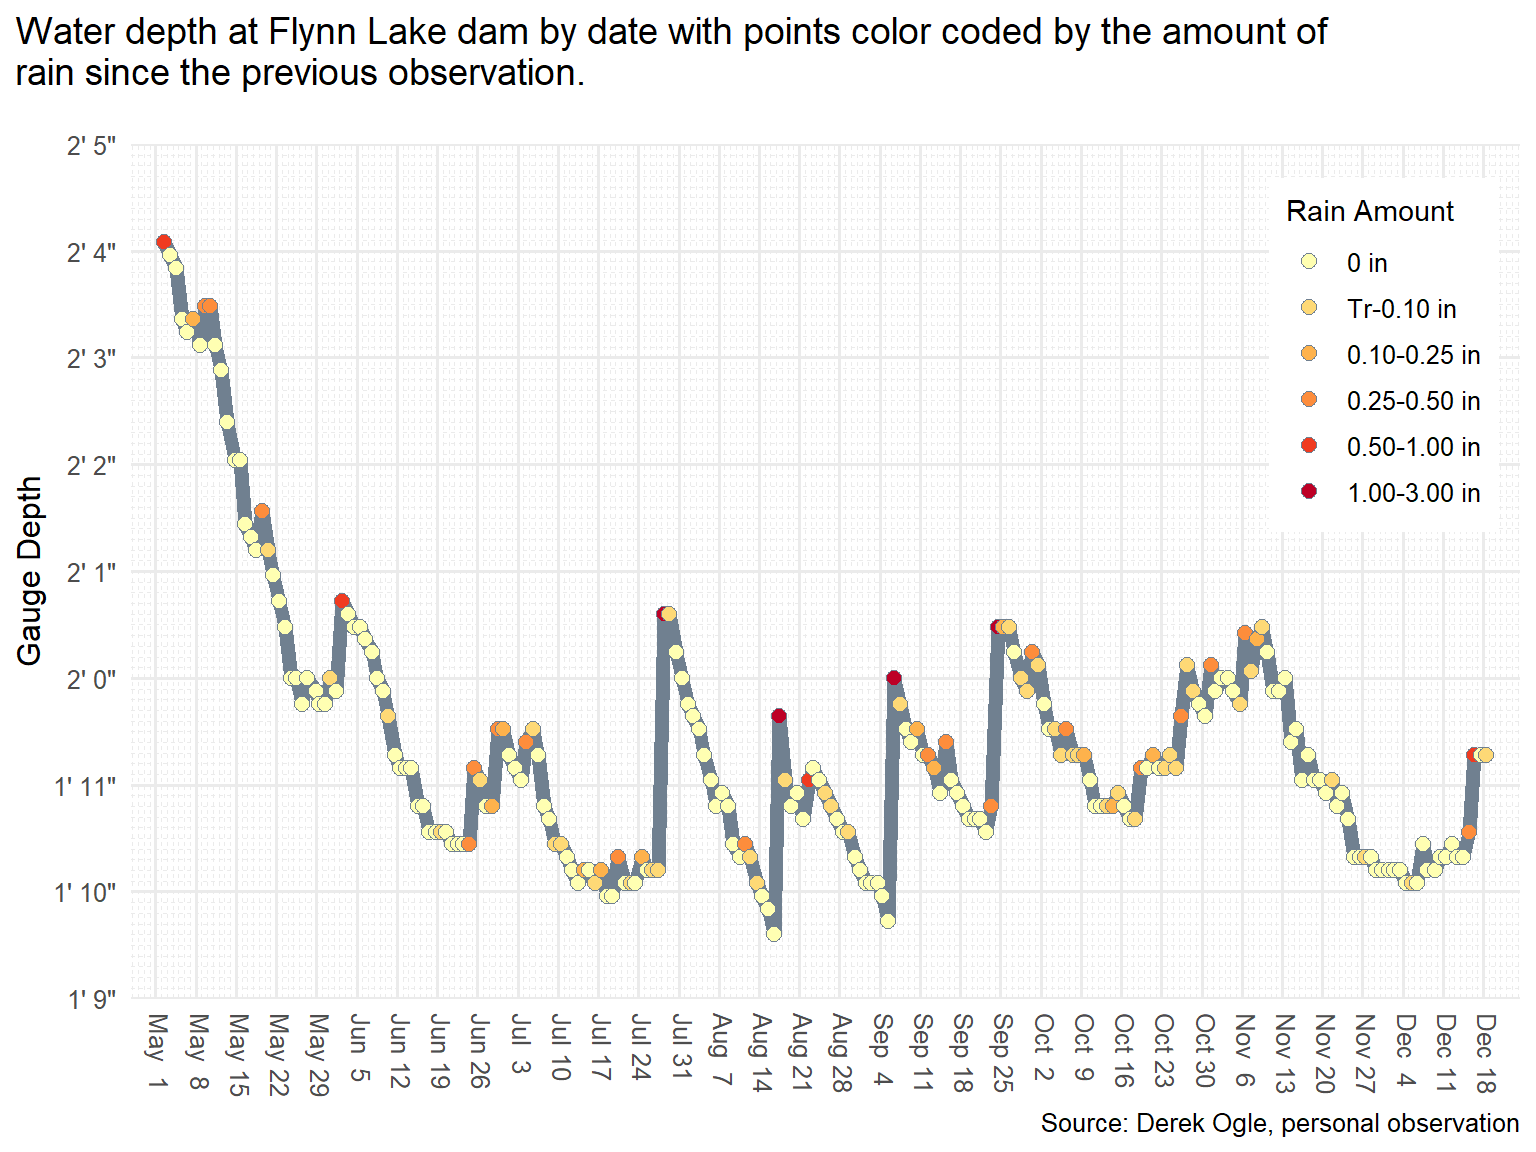 Water depth at Flynn Lake dam by date with points color coded by the amount of
rain since the previous observation.
2' 5"
2' 4"
2' 3"
2' 2"
2' 1"
2' 0"
1' 11"
1' 10"
1' 9"
Gauge Depth
Rain Amount
0 in
Tr-0.10 in
0.10-0.25 in
0.25-0.50 in
0.50-1.00 in
1.00-3.00 in
May 1
May 8
May 15
May 22
May 29
Jun 5
Jun 12
Jun 19
Jun 26
Jul 3
Jul 10
Jul 17
Jul 24
Jul 31
Aug 7
Aug 14
Aug 21
Aug 28
Sep 4
Sep 11
Sep 18
Sep 25
Oct 2
Oct 9
Oct 16
Oct 23
Oct 30
Nov 6
Nov 13
Nov 20
Nov 27
Dec 4
Dec 11
Dec 18
Source: Derek Ogle, personal observation